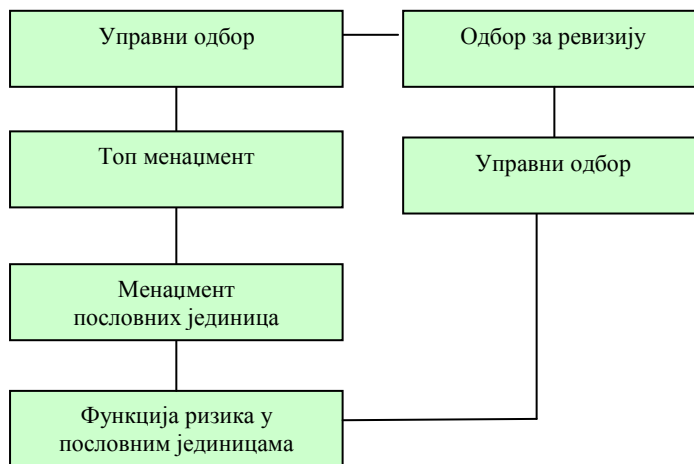 Управни одбор
Одбор за ревизију
Топ менаџмент
Управни одбор
Менаџмент
пословних јединица
Функција ризика у
пословним јединицама